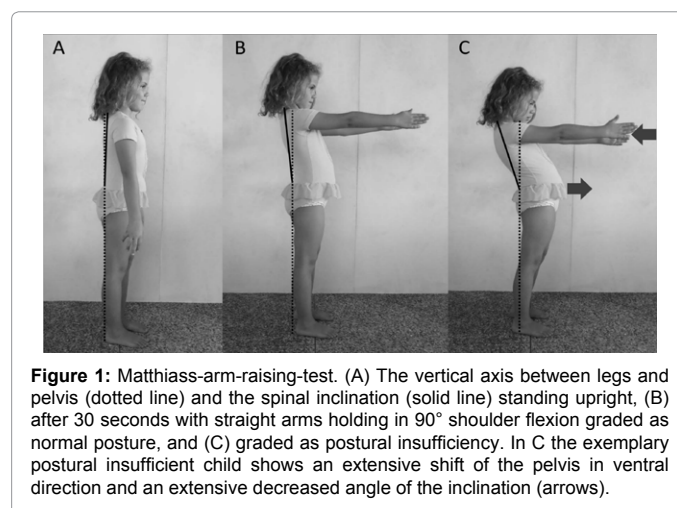 A B C
Figure 1: Matthiass-arm-raising-test. (A) The vertical axis between legs and
pelvis (dotted line) and the spinal inclination (solid line) standing upright, (B)
after 30 seconds with straight arms holding in 90° shoulder flexion graded as
normal posture, and (C) graded as postural insufficiency. In C the exemplary
postural insufficient child shows an extensive shift of the pelvis in ventral
direction and an extensive decreased angle of the inclination (arrows).